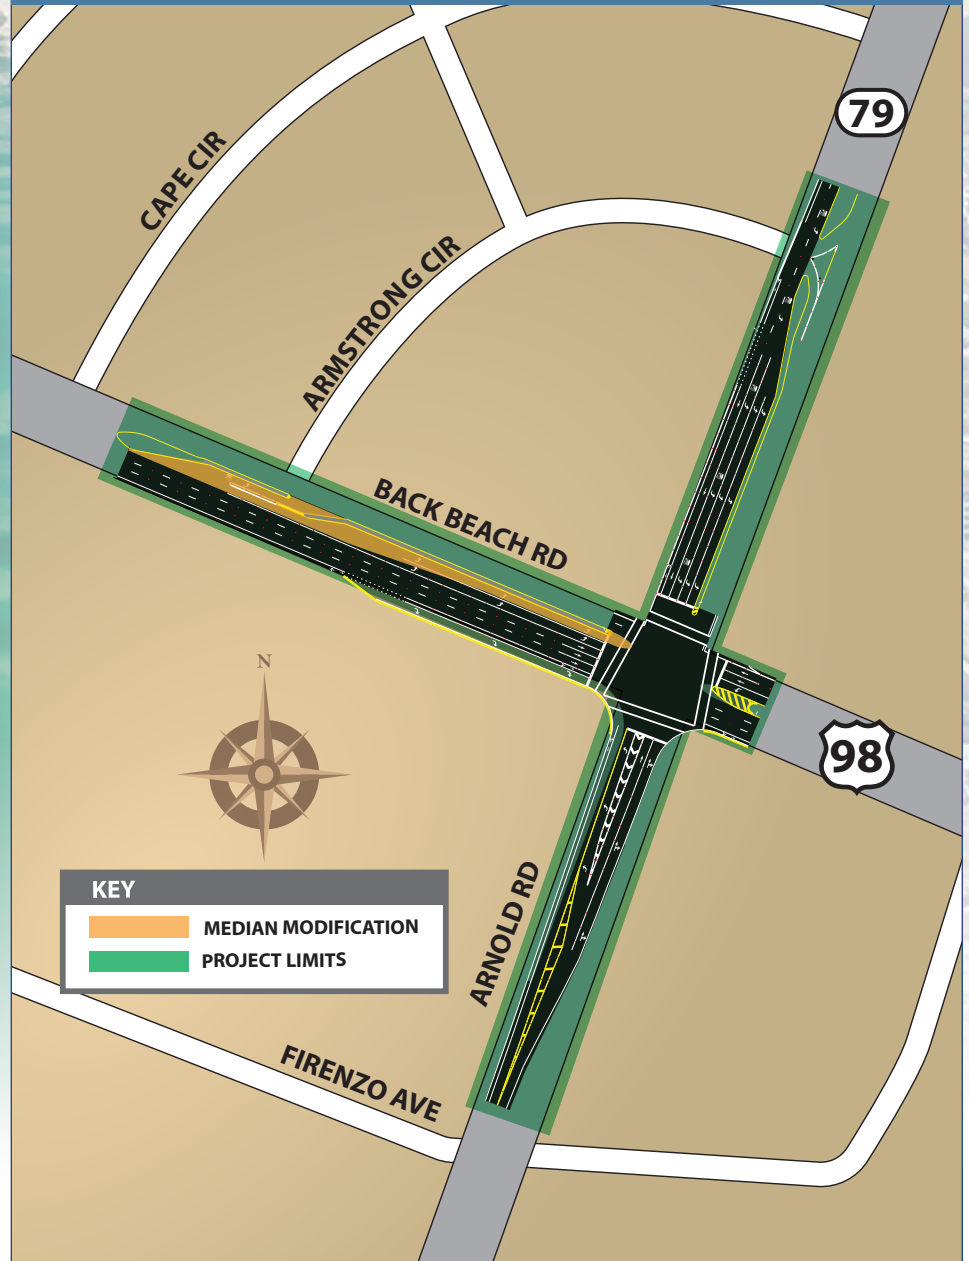 79
CAPE CIR
ARMSTRONG CIR
BACK BEACH RD
N
98
KEY
MEDIAN MODIFICATION
PROJECT LIMITS
ARNOLD RD
FIRENZO AVE